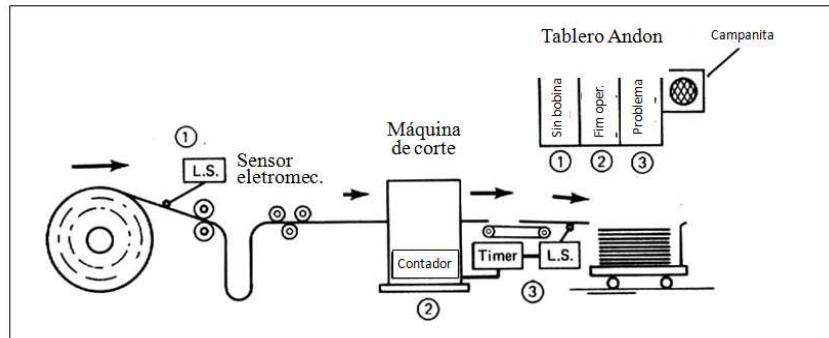 Tablero Andon
Campanita
Sin bobina
Fim oper.
Problema
① ② ③
Máquina
de corte
①
L.S.
Sensor
eletromec.
Contador
Timer
L.S.
②
③